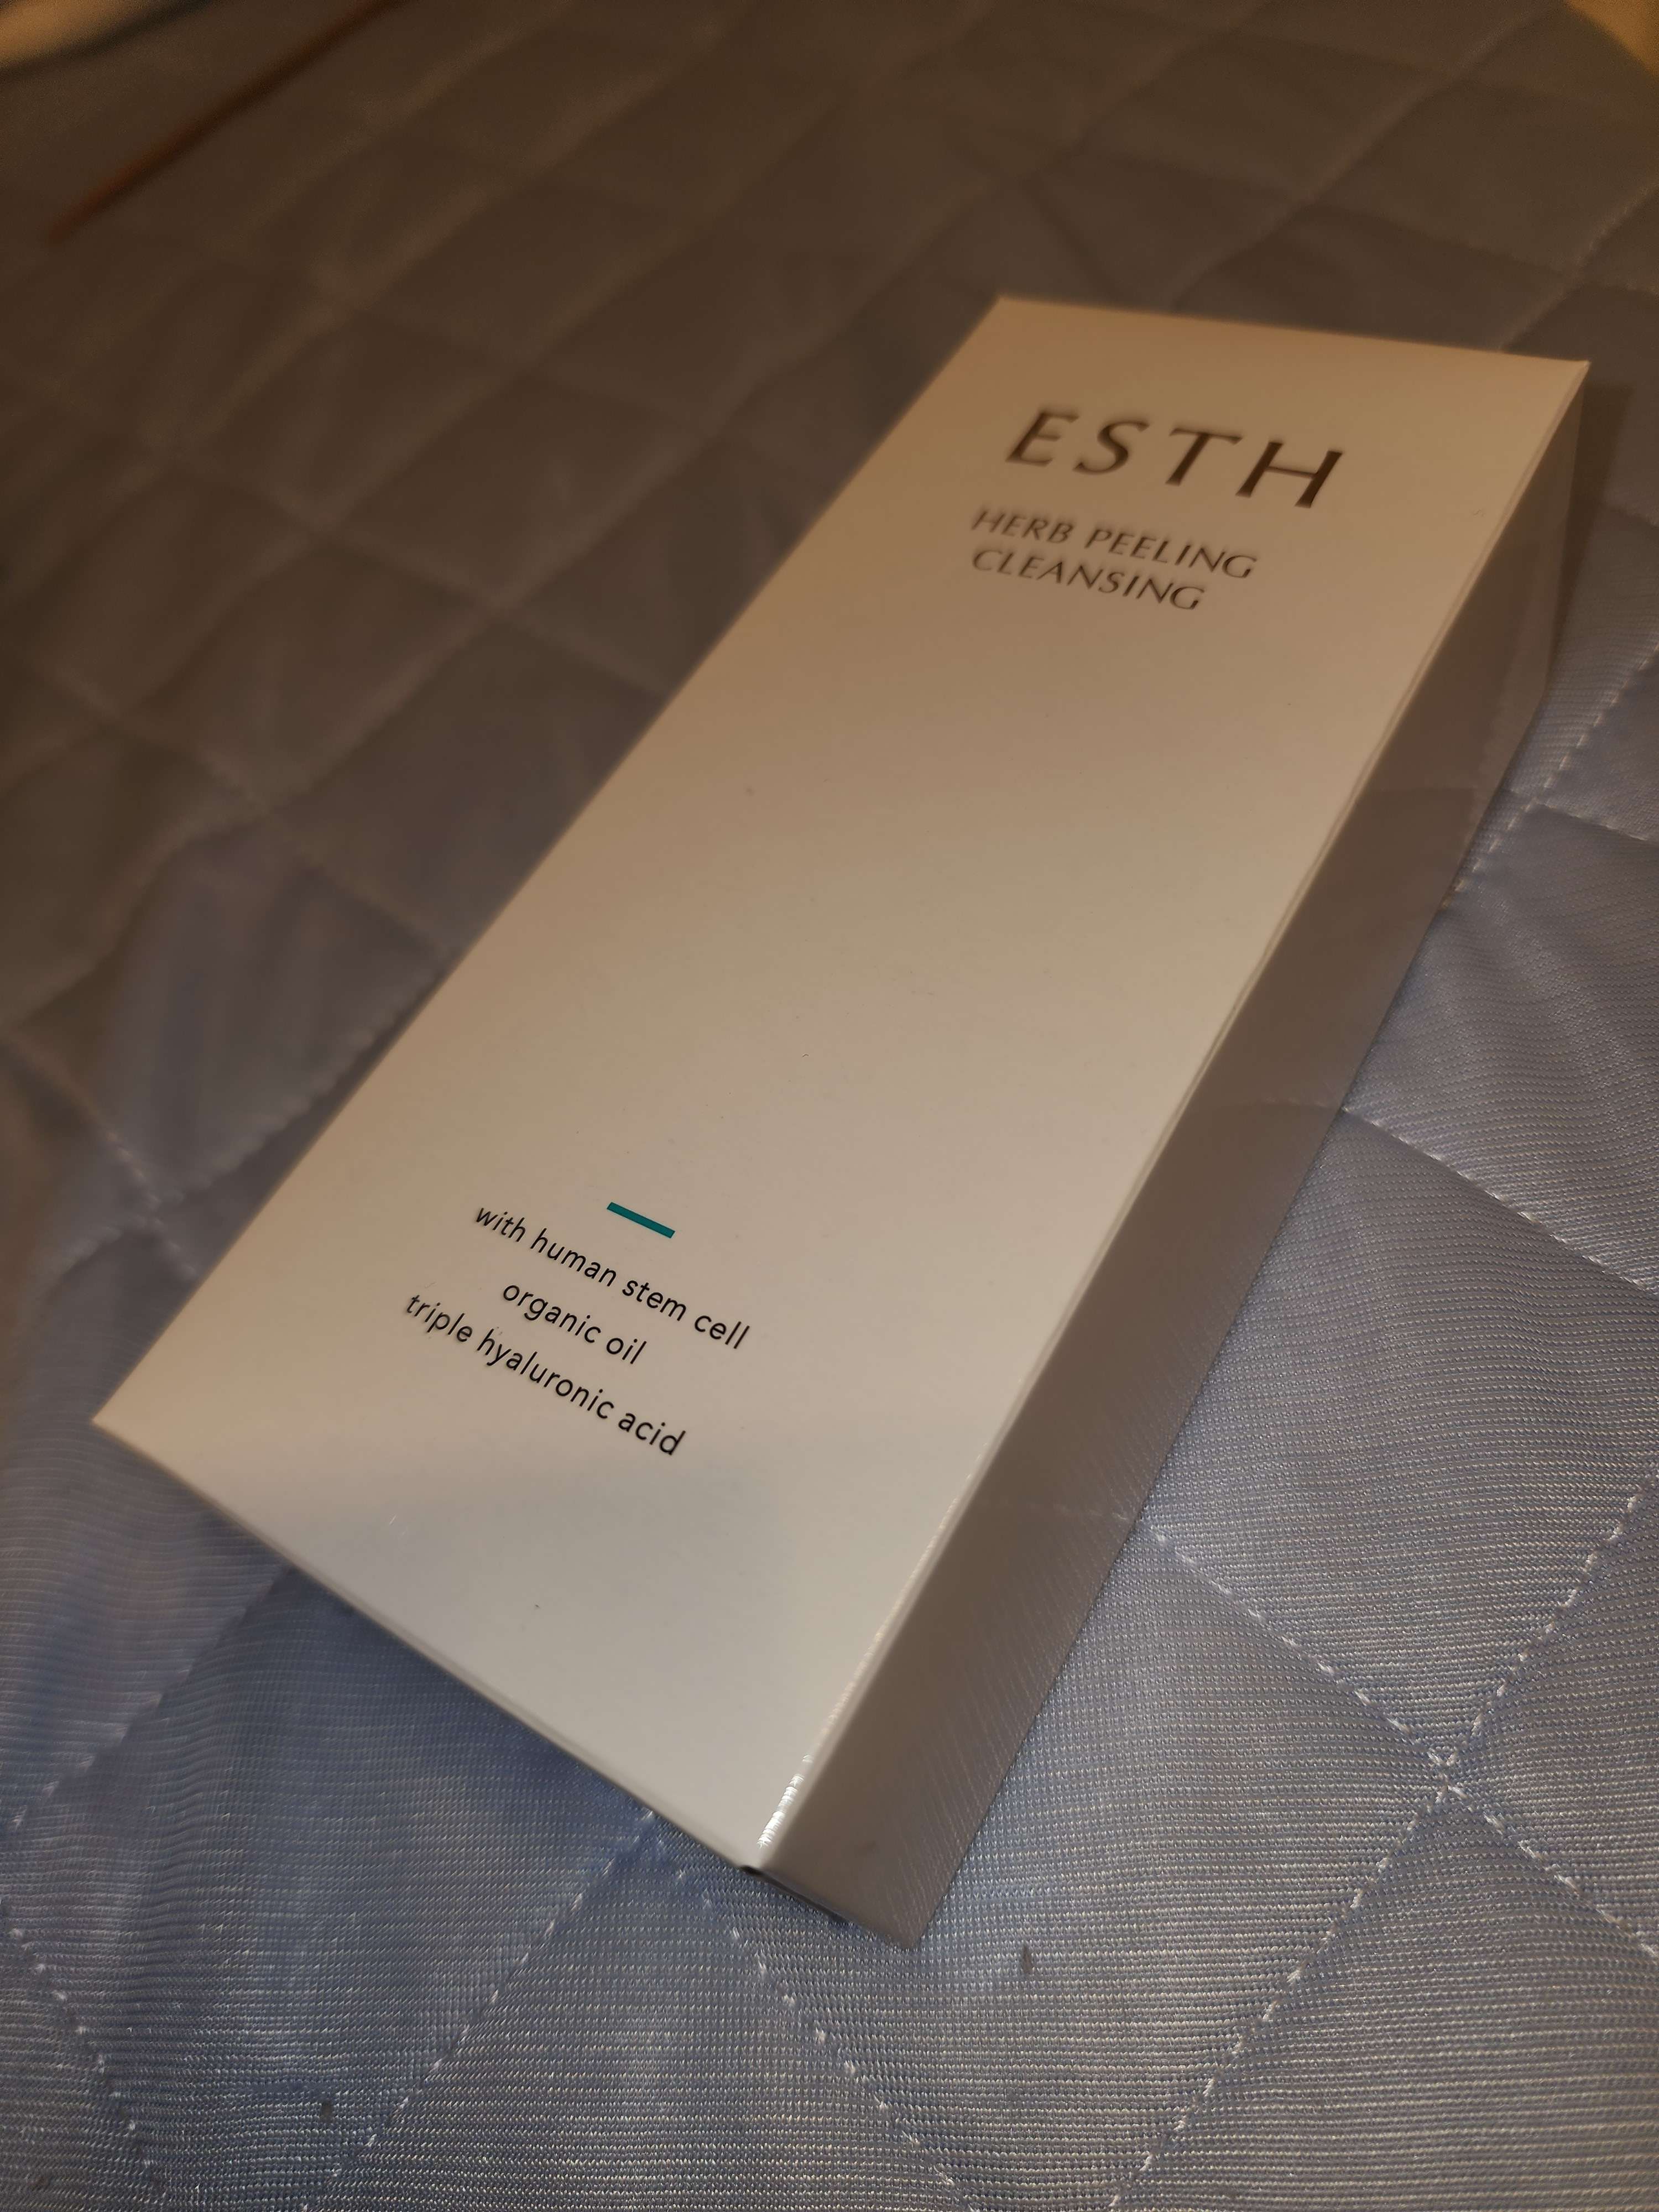 ESTH
HERB PEELING
CLEANSING
with human stem cell
organic oil
triple hyaluronic acid